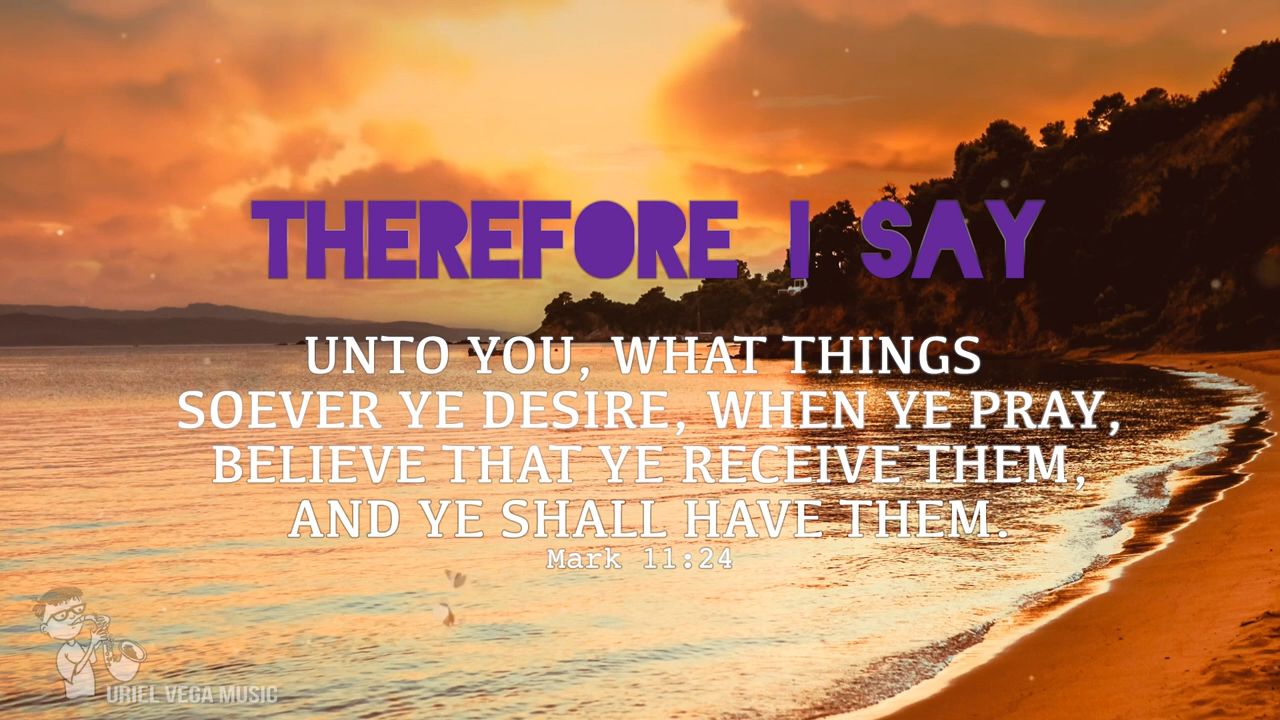 THEREFORE I SAY
UNTO YOU, WHAT THINGS
SOEVER YE DESIRE, WHEN YE PRAY,
BELIEVE THAT YE RECEIVE THEM,
AND YE SHALL HAVE THEM.
Mark 11:24
URIEL VEGA MUSIC